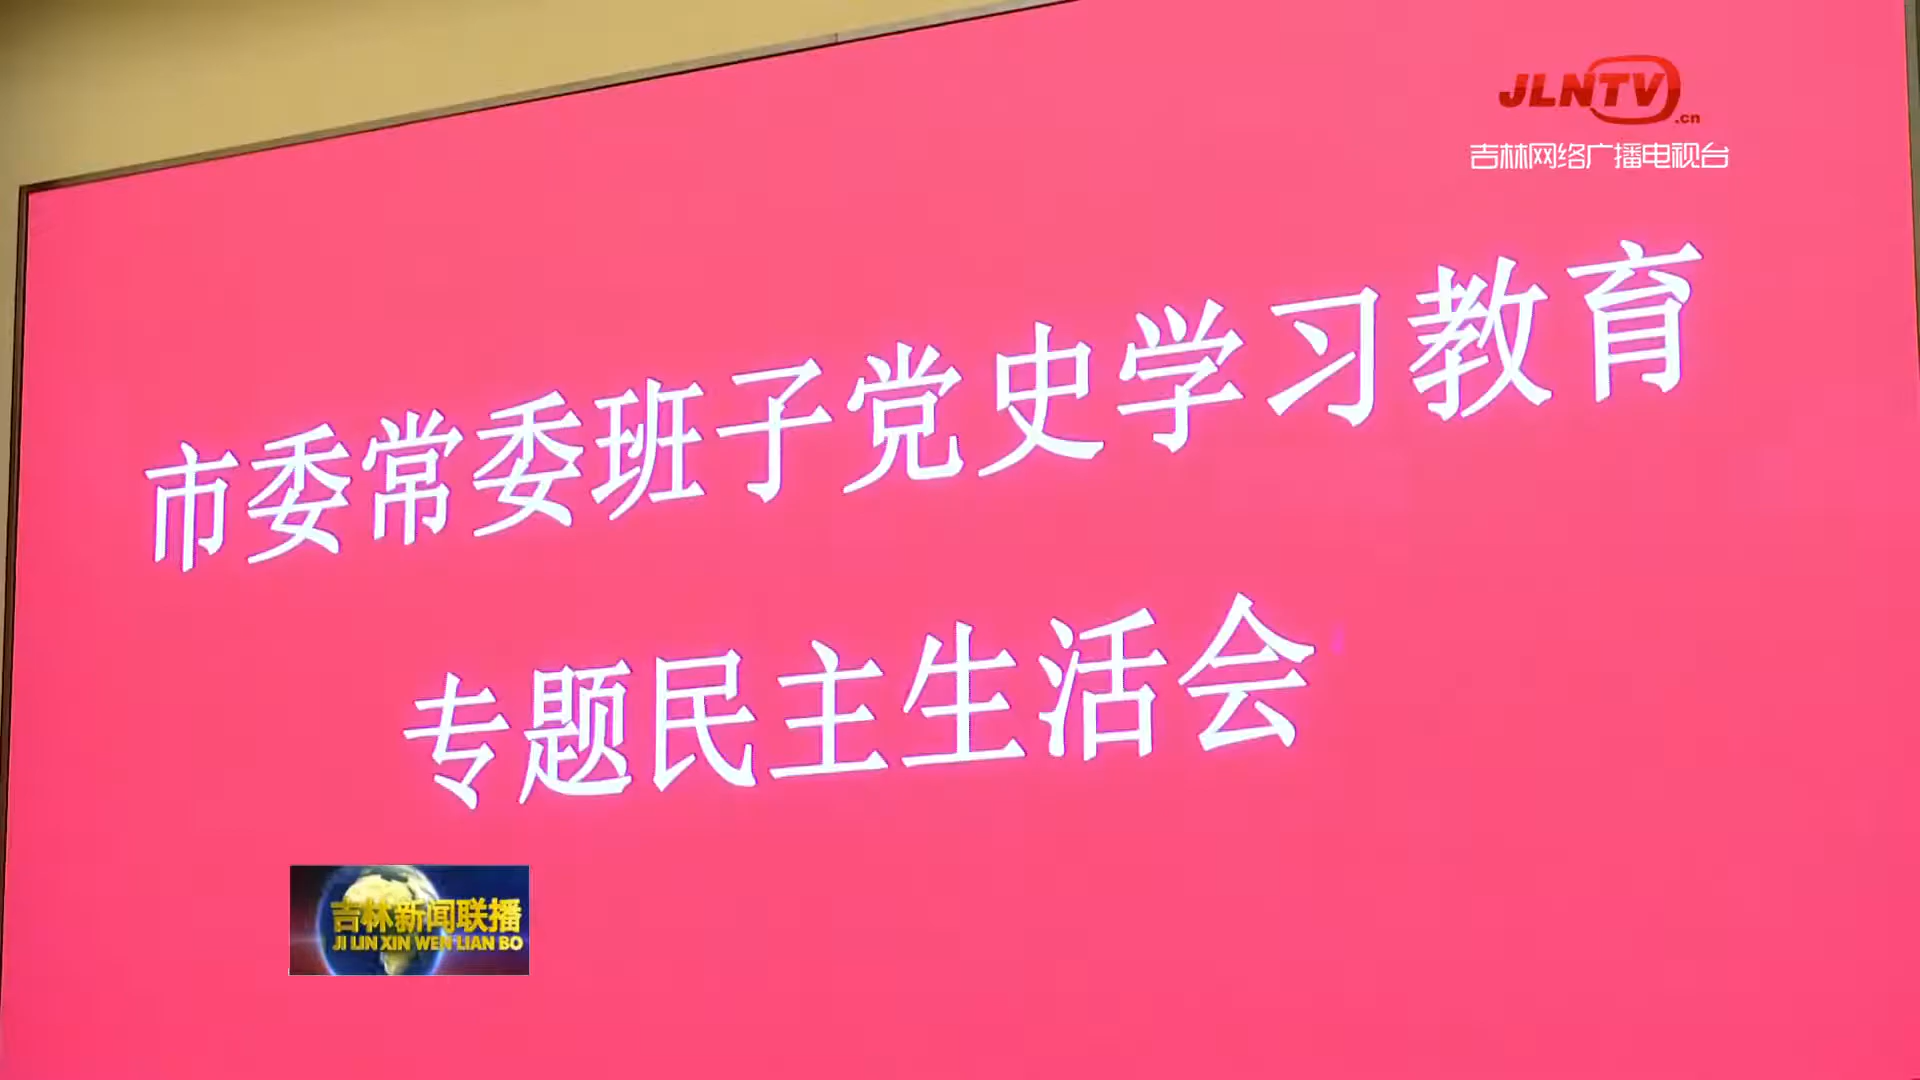 JLNTV.cn
吉林网络广播电视台
市委常委班子党史学习教育
专题民主生活会
吉林新闻联播
JI LIN XIN WEN LIAN BO